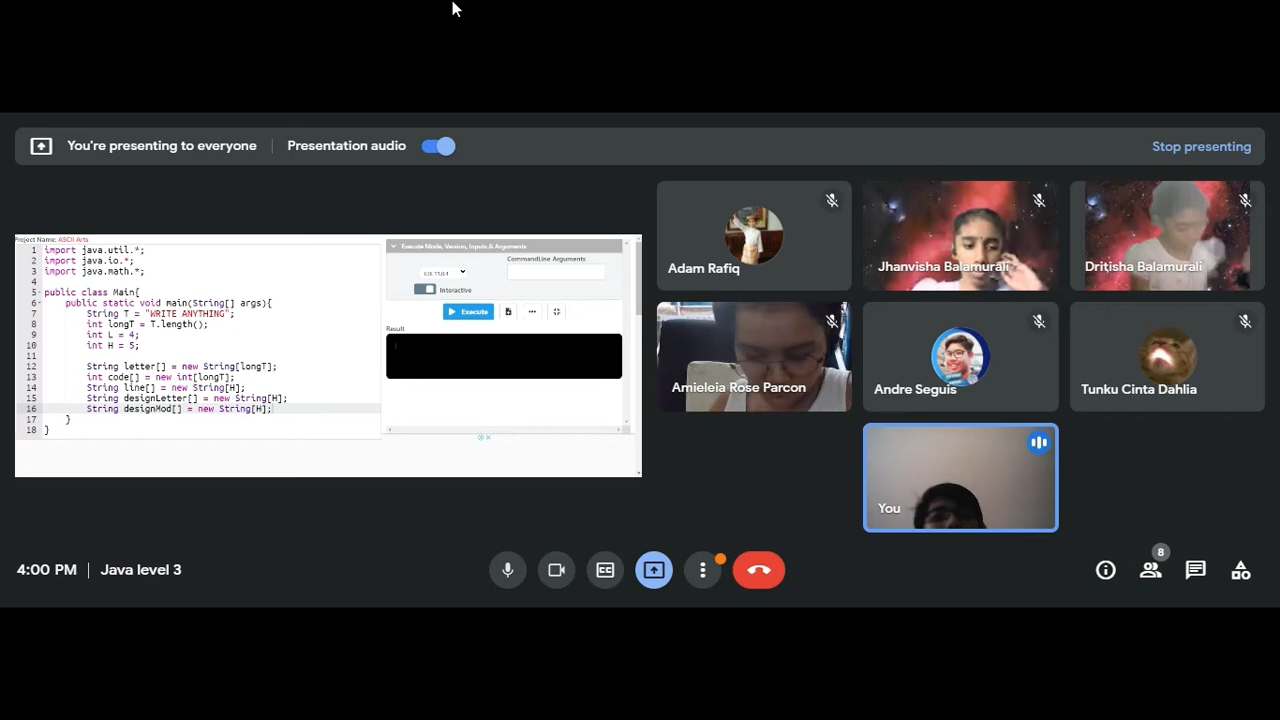 You're presenting to everyone
Presentation audio
Stop presenting
Project Name: ASCII Arts
1 import java.util.*;
2 import java.io.*;
3 import java.math.*;
4
5 public class Main{
6 public static void main(String[] args){
7 String T = "WRITE ANYTHING";
8 int longT = T.length();
9 int L = 4;
10 int H = 5;
11
12 String letter[] = new String[longT];
13 int code[] = new int[longT];
14 String line[] = new String[H];
15 String designLetter[] = new String[H];
16 String designMod[] = new String[H];
17 }
18 }
Execute Mode, Version, Inputs & Arguments
CommandLine Arguments
Interactive
Execute
Result
Adam Rafiq
Jhanvisha Balamurali
Dritisha Balamurali
Amieleia Rose Parcon
Andre Seguis
Tunku Cinta Dahlia
You
4:00 PM | Java level 3
CC
8